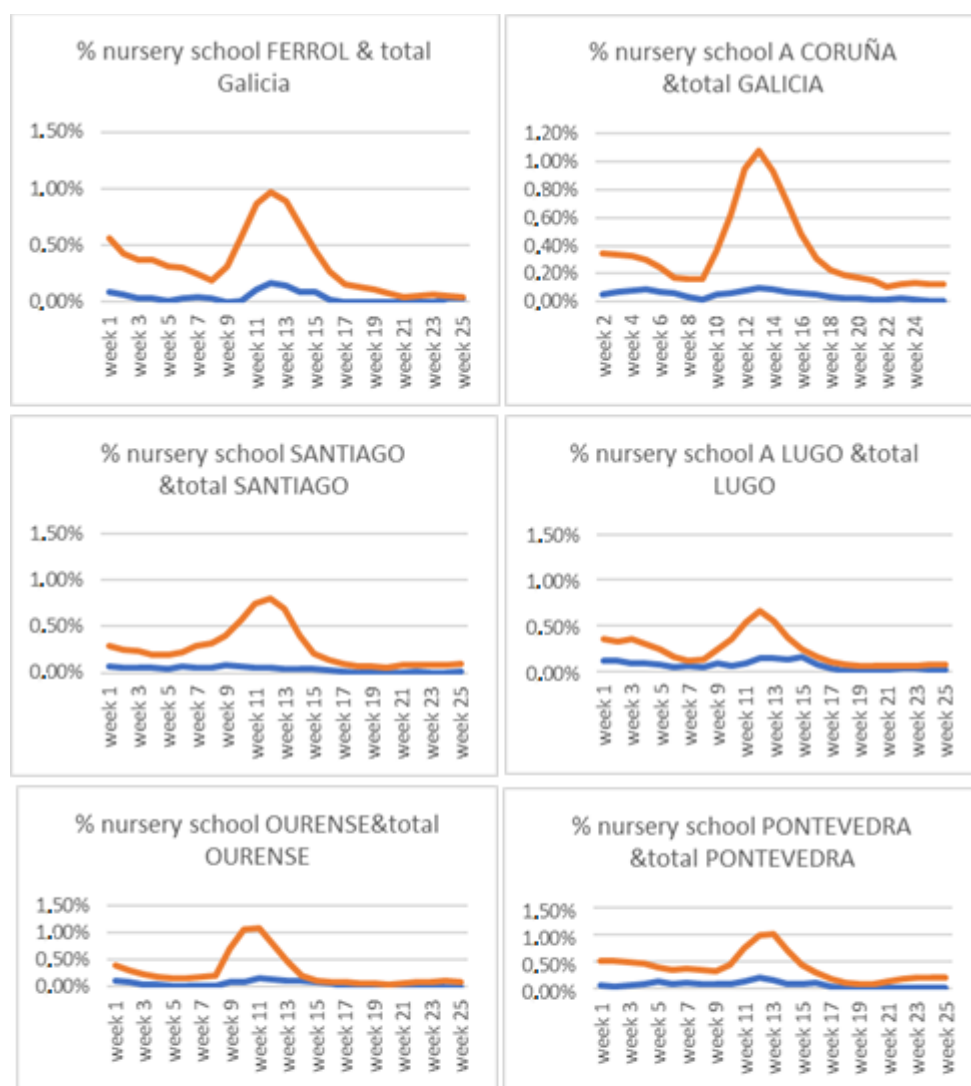 % nursery school FERROL & total
Galicia
1.50%
1.00%
0.50%
0.00%
week 1
week 3
week 5
week 7
week 9
week 11
week 13
week 15
week 17
week 19
week 21
week 23
week 25
% nursery school A CORUÑA
&total GALICIA
1.20%
1.00%
0.80%
0.60%
0.40%
0.20%
0.00%
week 2
week 4
week 6
week 8
week 10
week 12
week 14
week 16
week 18
week 20
week 22
week 24
% nursery school SANTIAGO
&total SANTIAGO
1.50%
1.00%
0.50%
0.00%
week 1
week 3
week 5
week 7
week 9
week 11
week 13
week 15
week 17
week 19
week 21
week 23
week 25
% nursery school A LUGO &total
LUGO
1.50%
1.00%
0.50%
0.00%
week 1
week 3
week 5
week 7
week 9
week 11
week 13
week 15
week 17
week 19
week 21
week 23
week 25
% nursery school OURENSE&total
OURENSE
1.50%
1.00%
0.50%
0.00%
week 1
week 3
week 5
week 7
week 9
week 11
week 13
week 15
week 17
week 19
week 21
week 23
week 25
% nursery school PONTEVEDRA
&total PONTEVEDRA
1.50%
1.00%
0.50%
0.00%
week 1
week 3
week 5
week 7
week 9
week 11
week 13
week 15
week 17
week 19
week 21
week 23
week 25